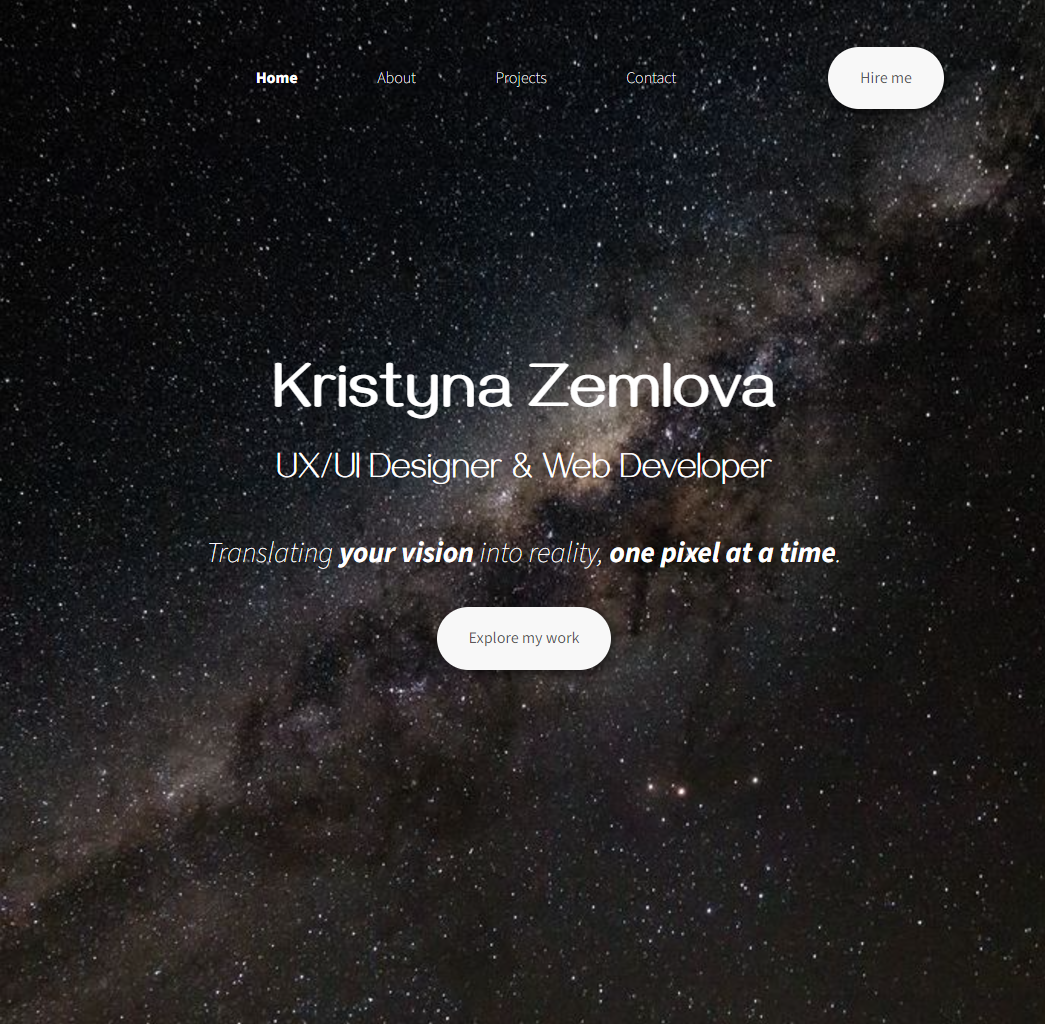 Home About Projects Contact Hire me
Kristyna Zemlova
UX/UI Designer & Web Developer
Translating your vision into reality, one pixel at a time.
Explore my work